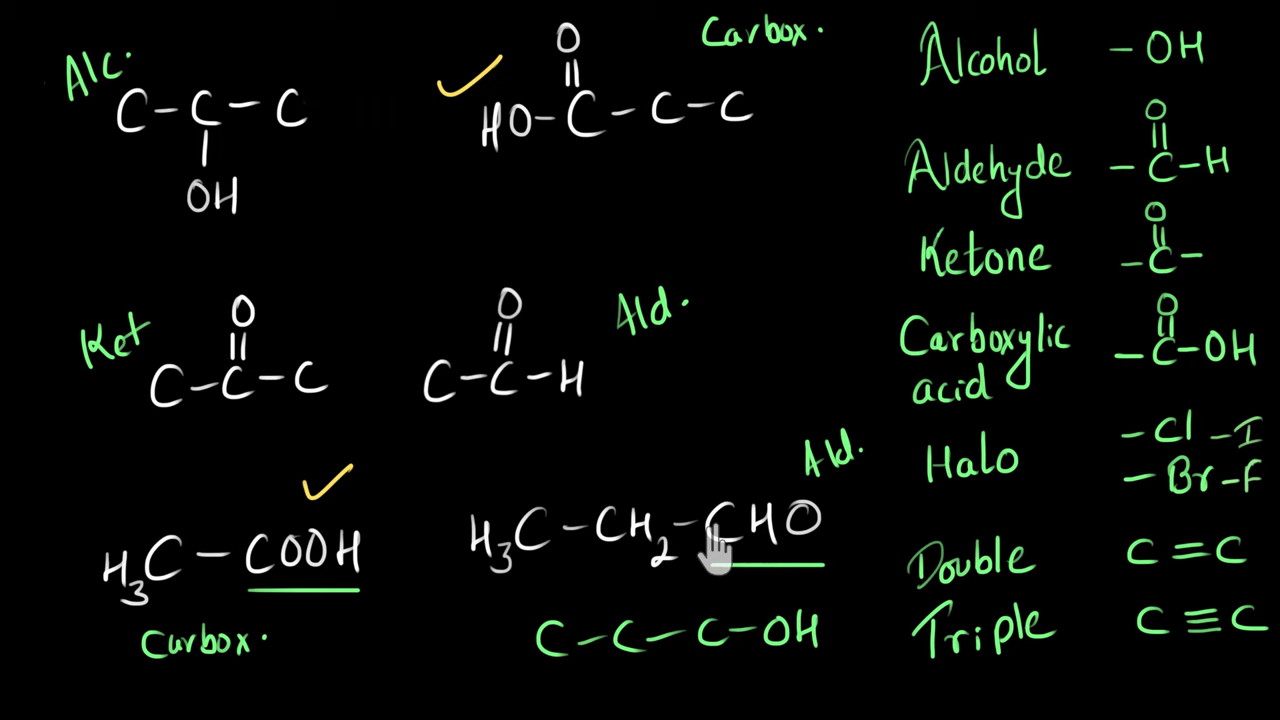 Alc.
C - C - C
OH
O
HO - C - C - C
Carbox.
Ket
O
C - C - C
O
C - C - H
Ald.
H₃C - COOH
Carbox.
Ald.
H₃C - CH₂ - CHO
C - C - C - OH
Alcohol - OH
O
Aldehyde - C - H
O
Ketone - C -
O
Carboxylic - C - OH
acid
Halo - Cl - I
- Br - F
Double C = C
Triple C ≡ C